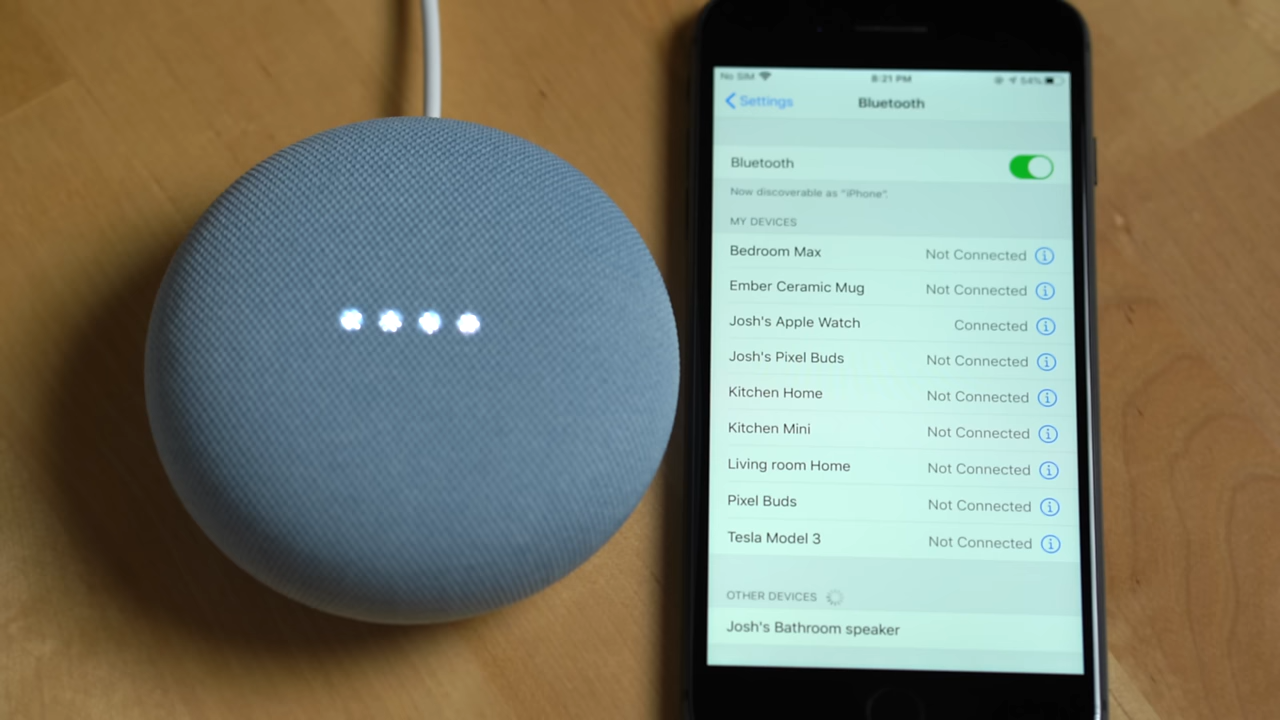 No SIM 8:21 PM 54%
Settings Bluetooth
Bluetooth
Now discoverable as "iPhone".
MY DEVICES
Bedroom Max Not Connected
Ember Ceramic Mug Not Connected
Josh's Apple Watch Connected
Josh's Pixel Buds Not Connected
Kitchen Home Not Connected
Kitchen Mini Not Connected
Living room Home Not Connected
Pixel Buds Not Connected
Tesla Model 3 Not Connected
OTHER DEVICES
Josh's Bathroom speaker